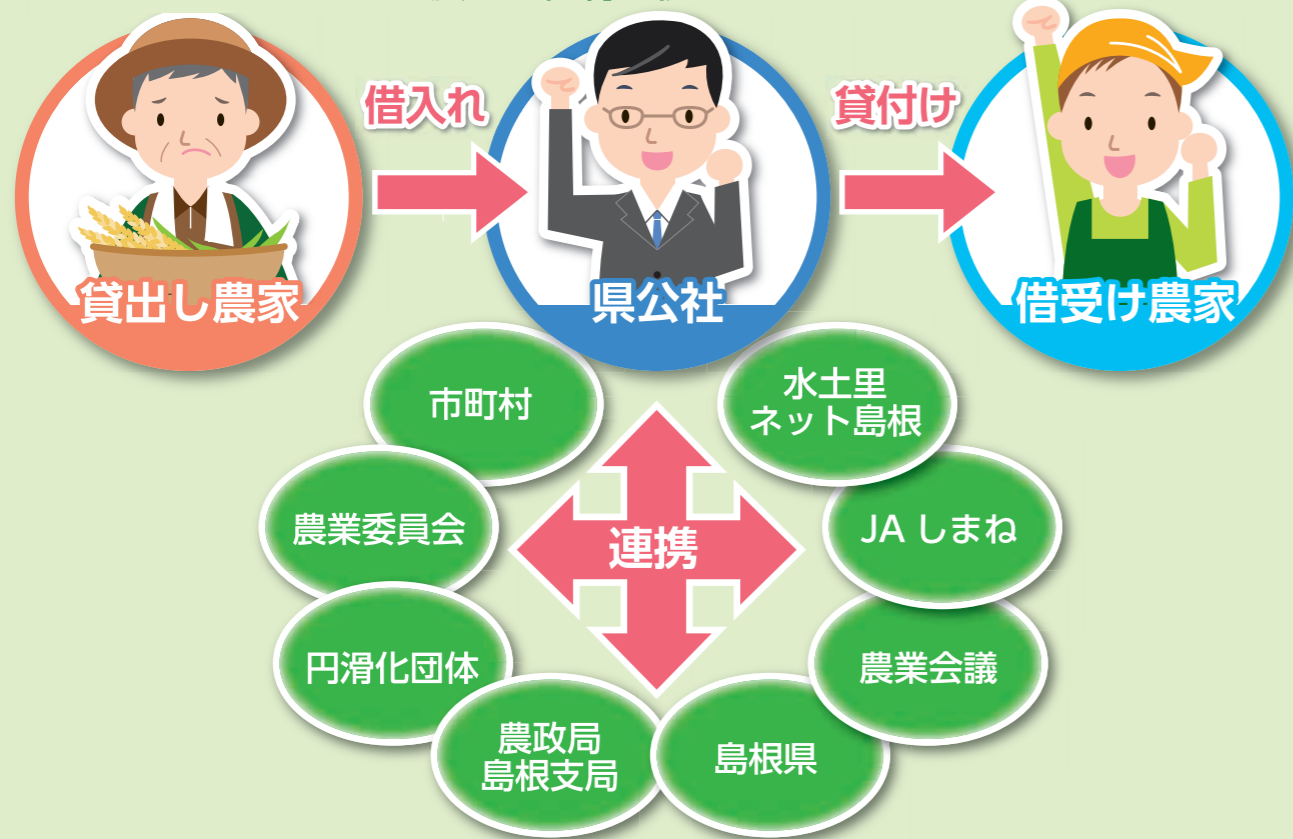 借入れ
貸付け
貸出し農家
県公社
借受け農家
市町村
水土里
ネット島根
農業委員会
連携
JA しまね
円滑化団体
農業会議
農政局
島根支局
島根県